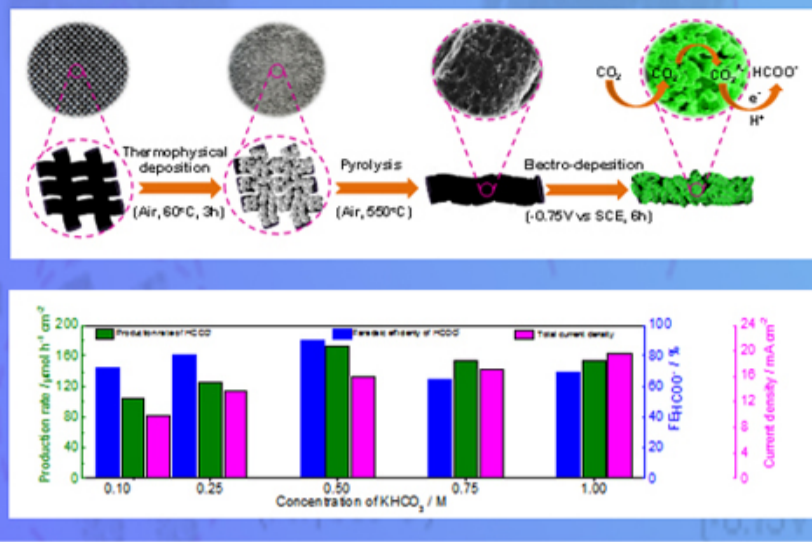 CO₂
CO₂
CO₂•⁻
HCOO⁻
e⁻
H⁺
Thermophysical
deposition
(Air, 60°C, 3h)
Pyrolysis
(Air, 550°C)
Electro-deposition
(-0.75V vs SCE, 6h)
Production rate of HCOO⁻
Faradaic efficiency of HCOO⁻
Total current density
Production rate / μmol h⁻¹ cm⁻²
200
160
120
80
40
0
100
80
60
40
20
0
FE HCOO⁻ / %
24
20
16
12
8
4
0
Current density / mA cm⁻²
0.10 0.25 0.50 0.75 1.00
Concentration of KHCO₃ / M